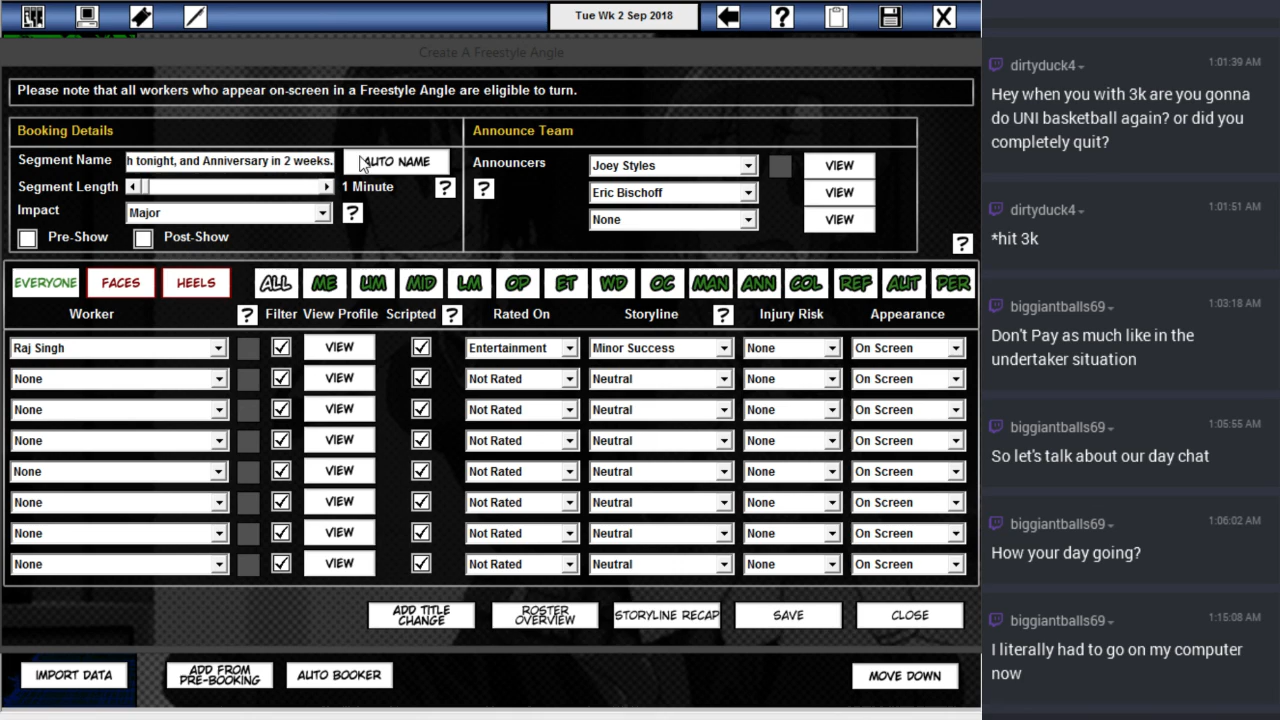 Tue Wk 2 Sep 2018
Create A Freestyle Angle
Please note that all workers who appear on-screen in a Freestyle Angle are eligible to turn.
Booking Details
Segment Name h tonight, and Anniversary in 2 weeks. AUTO NAME
Segment Length 1 Minute ?
Impact Major ?
Pre-Show Post-Show
Announce Team
Announcers Joey Styles VIEW
? Eric Bischoff VIEW
None VIEW
?
EVERYONE FACES HEELS ALL ME UM MID LM OP ET WD OC MAN ANN COL REF AUT PER
Worker ? Filter View Profile Scripted ? Rated On Storyline ? Injury Risk Appearance
Raj Singh VIEW Entertainment Minor Success None On Screen
None VIEW Not Rated Neutral None On Screen
None VIEW Not Rated Neutral None On Screen
None VIEW Not Rated Neutral None On Screen
None VIEW Not Rated Neutral None On Screen
None VIEW Not Rated Neutral None On Screen
None VIEW Not Rated Neutral None On Screen
None VIEW Not Rated Neutral None On Screen
ADD TITLE CHANGE ROSTER OVERVIEW STORYLINE RECAP SAVE CLOSE
IMPORT DATA ADD FROM PRE-BOOKING AUTO BOOKER MOVE DOWN
dirtyduck4 1:01:39 AM
Hey when you with 3k are you gonna
do UNI basketball again? or did you
completely quit?
dirtyduck4 1:01:51 AM
*hit 3k
biggiantballs69 1:03:18 AM
Don't Pay as much like in the
undertaker situation
biggiantballs69 1:05:55 AM
So let's talk about our day chat
biggiantballs69 1:06:02 AM
How your day going?
biggiantballs69 1:15:08 AM
I literally had to go on my computer
now